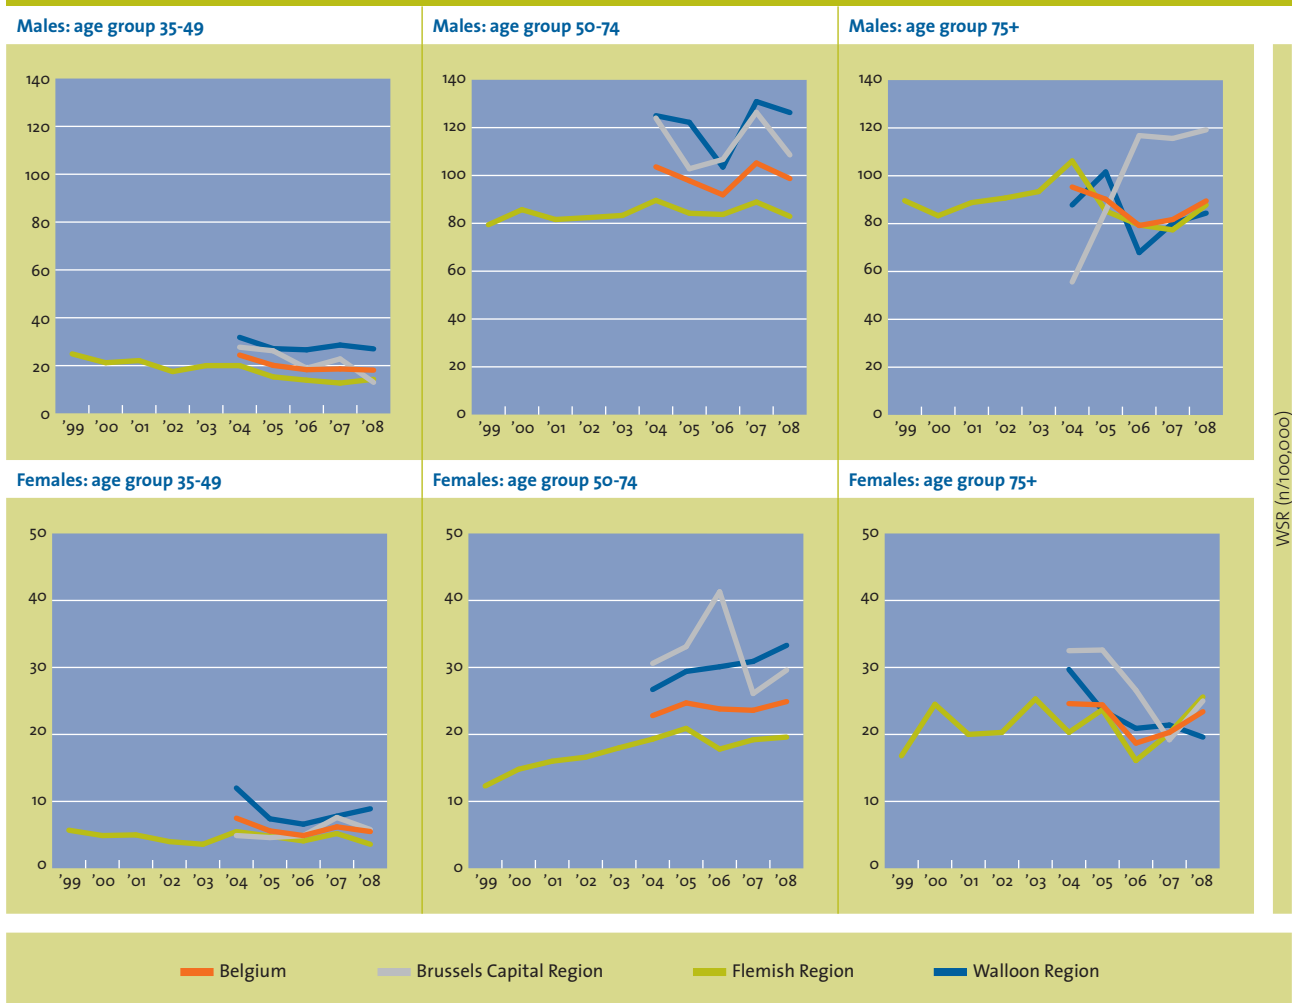 Males: age group 35-49
Males: age group 50-74
Males: age group 75+
140
120
100
80
60
40
20
0
'99 '00 '01 '02 '03 '04 '05 '06 '07 '08
140
120
100
80
60
40
20
0
'99 '00 '01 '02 '03 '04 '05 '06 '07 '08
140
120
100
80
60
40
20
0
'99 '00 '01 '02 '03 '04 '05 '06 '07 '08
Females: age group 35-49
Females: age group 50-74
Females: age group 75+
50
40
30
20
10
0
'99 '00 '01 '02 '03 '04 '05 '06 '07 '08
50
40
30
20
10
0
'99 '00 '01 '02 '03 '04 '05 '06 '07 '08
50
40
30
20
10
0
'99 '00 '01 '02 '03 '04 '05 '06 '07 '08
WSR (n/100,000)
Belgium
Brussels Capital Region
Flemish Region
Walloon Region